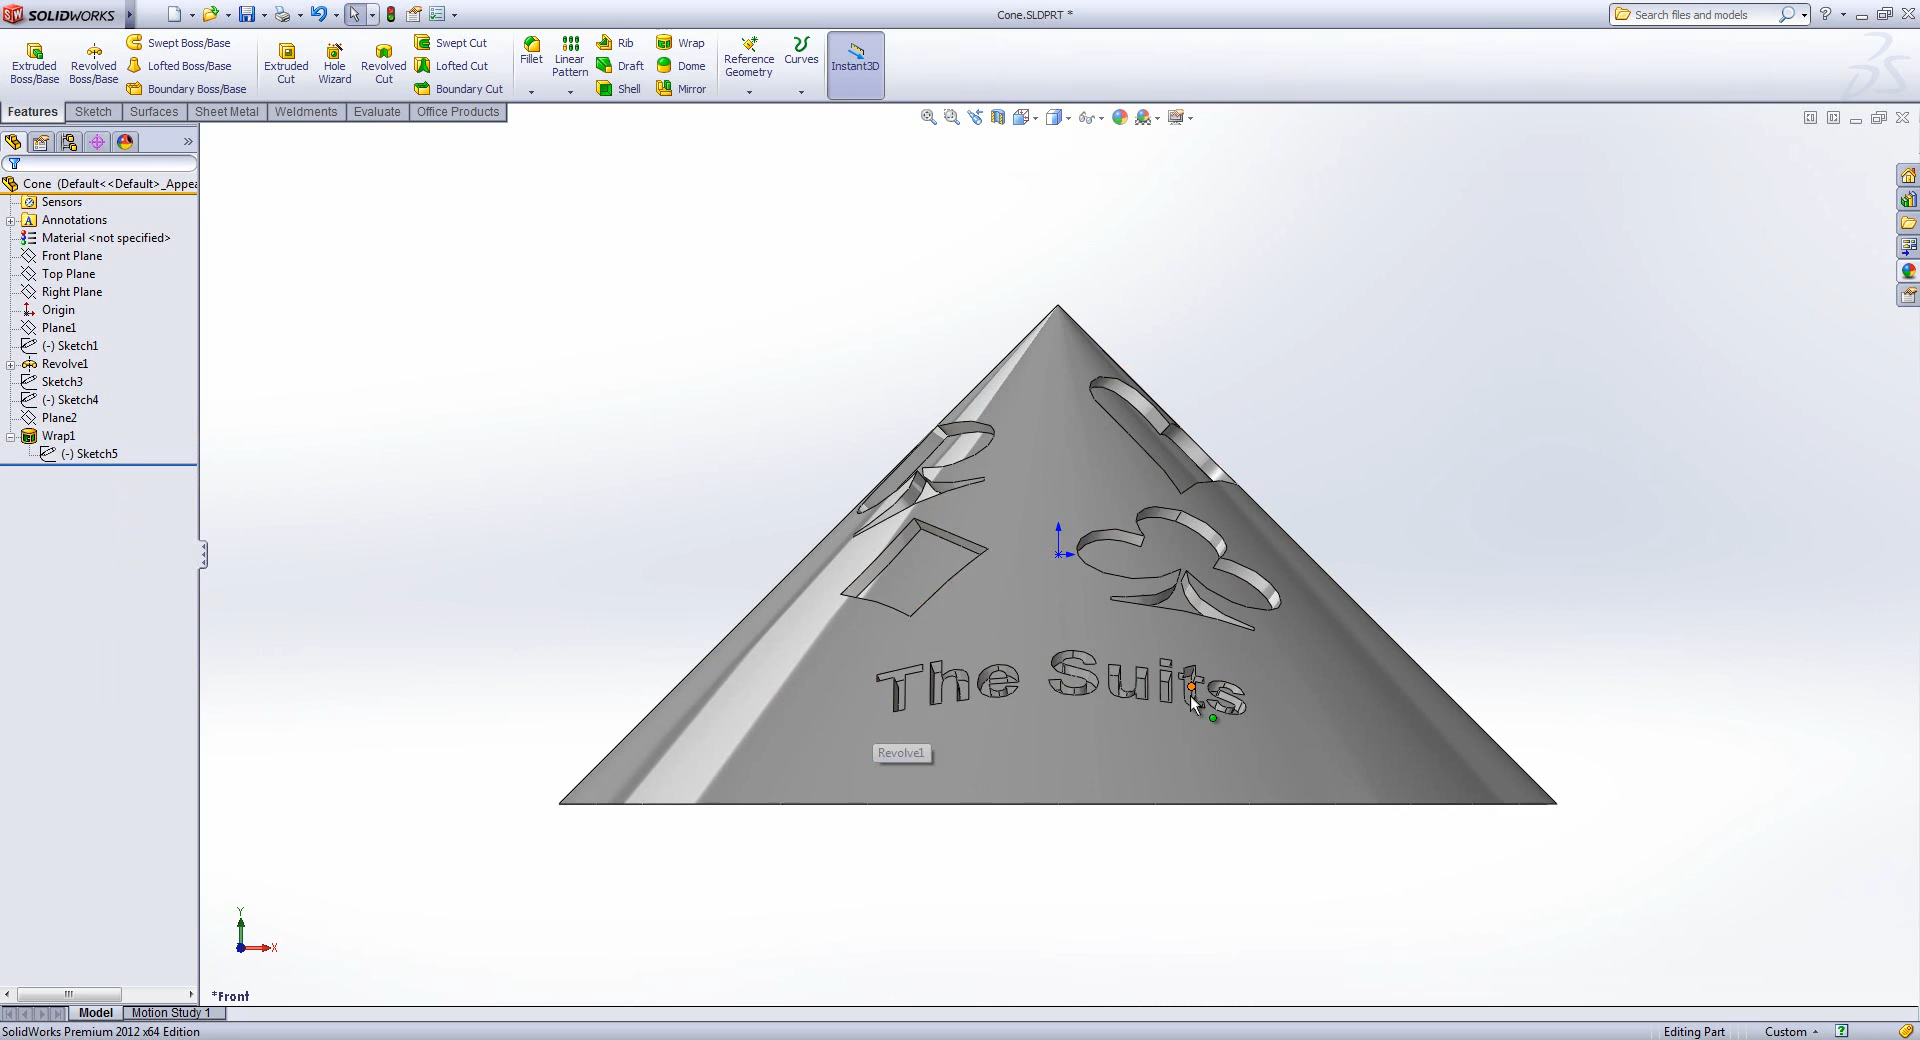 SOLIDWORKS
Cone.SLDPRT *
Search files and models
Extruded Boss/Base
Revolved Boss/Base
Swept Boss/Base
Lofted Boss/Base
Boundary Boss/Base
Extruded Cut
Hole Wizard
Revolved Cut
Swept Cut
Lofted Cut
Boundary Cut
Fillet
Linear Pattern
Rib
Draft
Shell
Wrap
Dome
Mirror
Reference Geometry
Curves
Instant3D
Features
Sketch
Surfaces
Sheet Metal
Weldments
Evaluate
Office Products
Cone (Default<<Default>_Appea
Sensors
Annotations
Material <not specified>
Front Plane
Top Plane
Right Plane
Origin
Plane1
(-) Sketch1
Revolve1
Sketch3
(-) Sketch4
Plane2
Wrap1
(-) Sketch5
The Suits
Revolve1
Y
X
*Front
Model
Motion Study 1
SolidWorks Premium 2012 x64 Edition
Editing Part
Custom